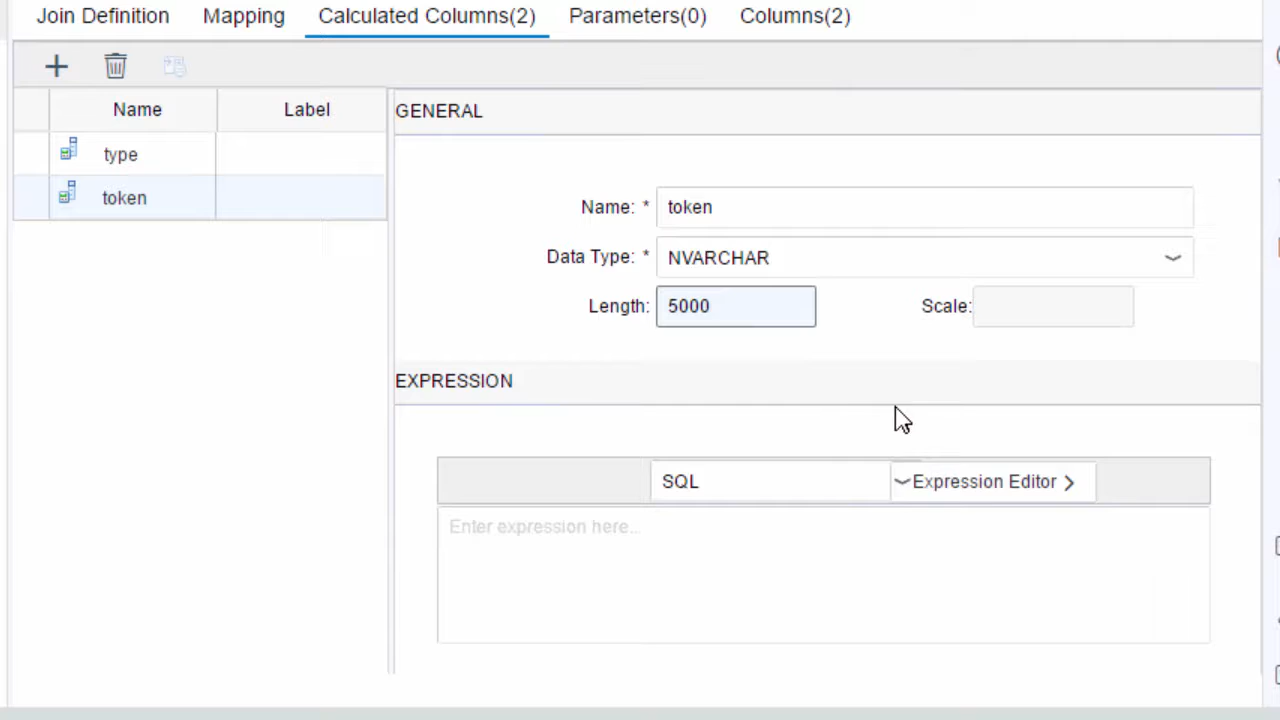 Join Definition Mapping Calculated Columns(2) Parameters(0) Columns(2)
Name Label
type
token
GENERAL
Name: * token
Data Type: * NVARCHAR
Length: 5000 Scale:
EXPRESSION
SQL Expression Editor
Enter expression here...